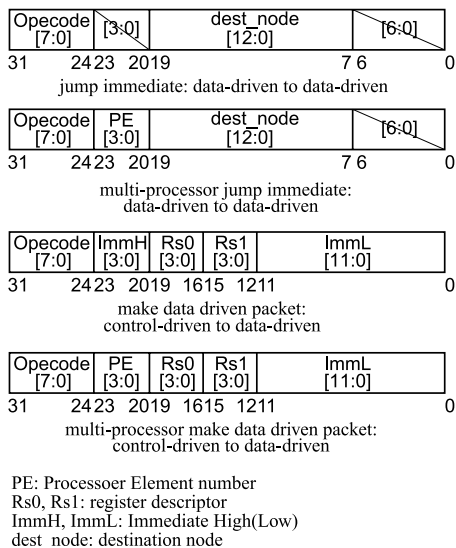 Opecode [3:0] dest_node [6:0]
[7:0] [12:0]
31 24 23 20 19 7 6 0
jump immediate: data-driven to data-driven
Opecode PE dest_node [6:0]
[7:0] [3:0] [12:0]
31 24 23 20 19 7 6 0
multi-processor jump immediate:
data-driven to data-driven
Opecode ImmH Rs0 Rs1 ImmL
[7:0] [3:0] [3:0] [3:0] [11:0]
31 24 23 20 19 16 15 12 11 0
make data driven packet:
control-driven to data-driven
Opecode PE Rs0 Rs1 ImmL
[7:0] [3:0] [3:0] [3:0] [11:0]
31 24 23 20 19 16 15 12 11 0
multi-processor make data driven packet:
control-driven to data-driven
PE: Processoer Element number
Rs0, Rs1: register descriptor
ImmH, ImmL: Immediate High(Low)
dest_node: destination node